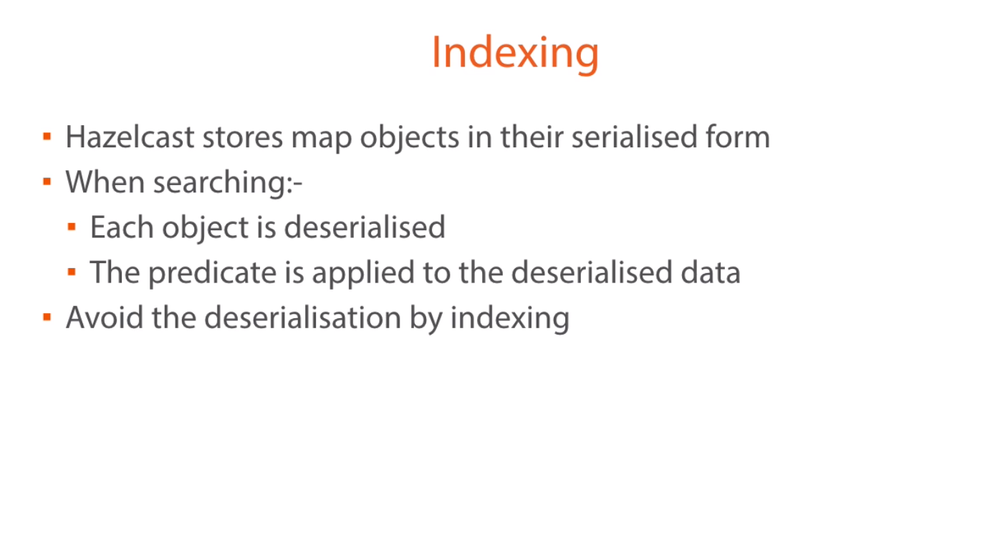 Indexing
▪ Hazelcast stores map objects in their serialised form
▪ When searching:-
▪ Each object is deserialised
▪ The predicate is applied to the deserialised data
▪ Avoid the deserialisation by indexing